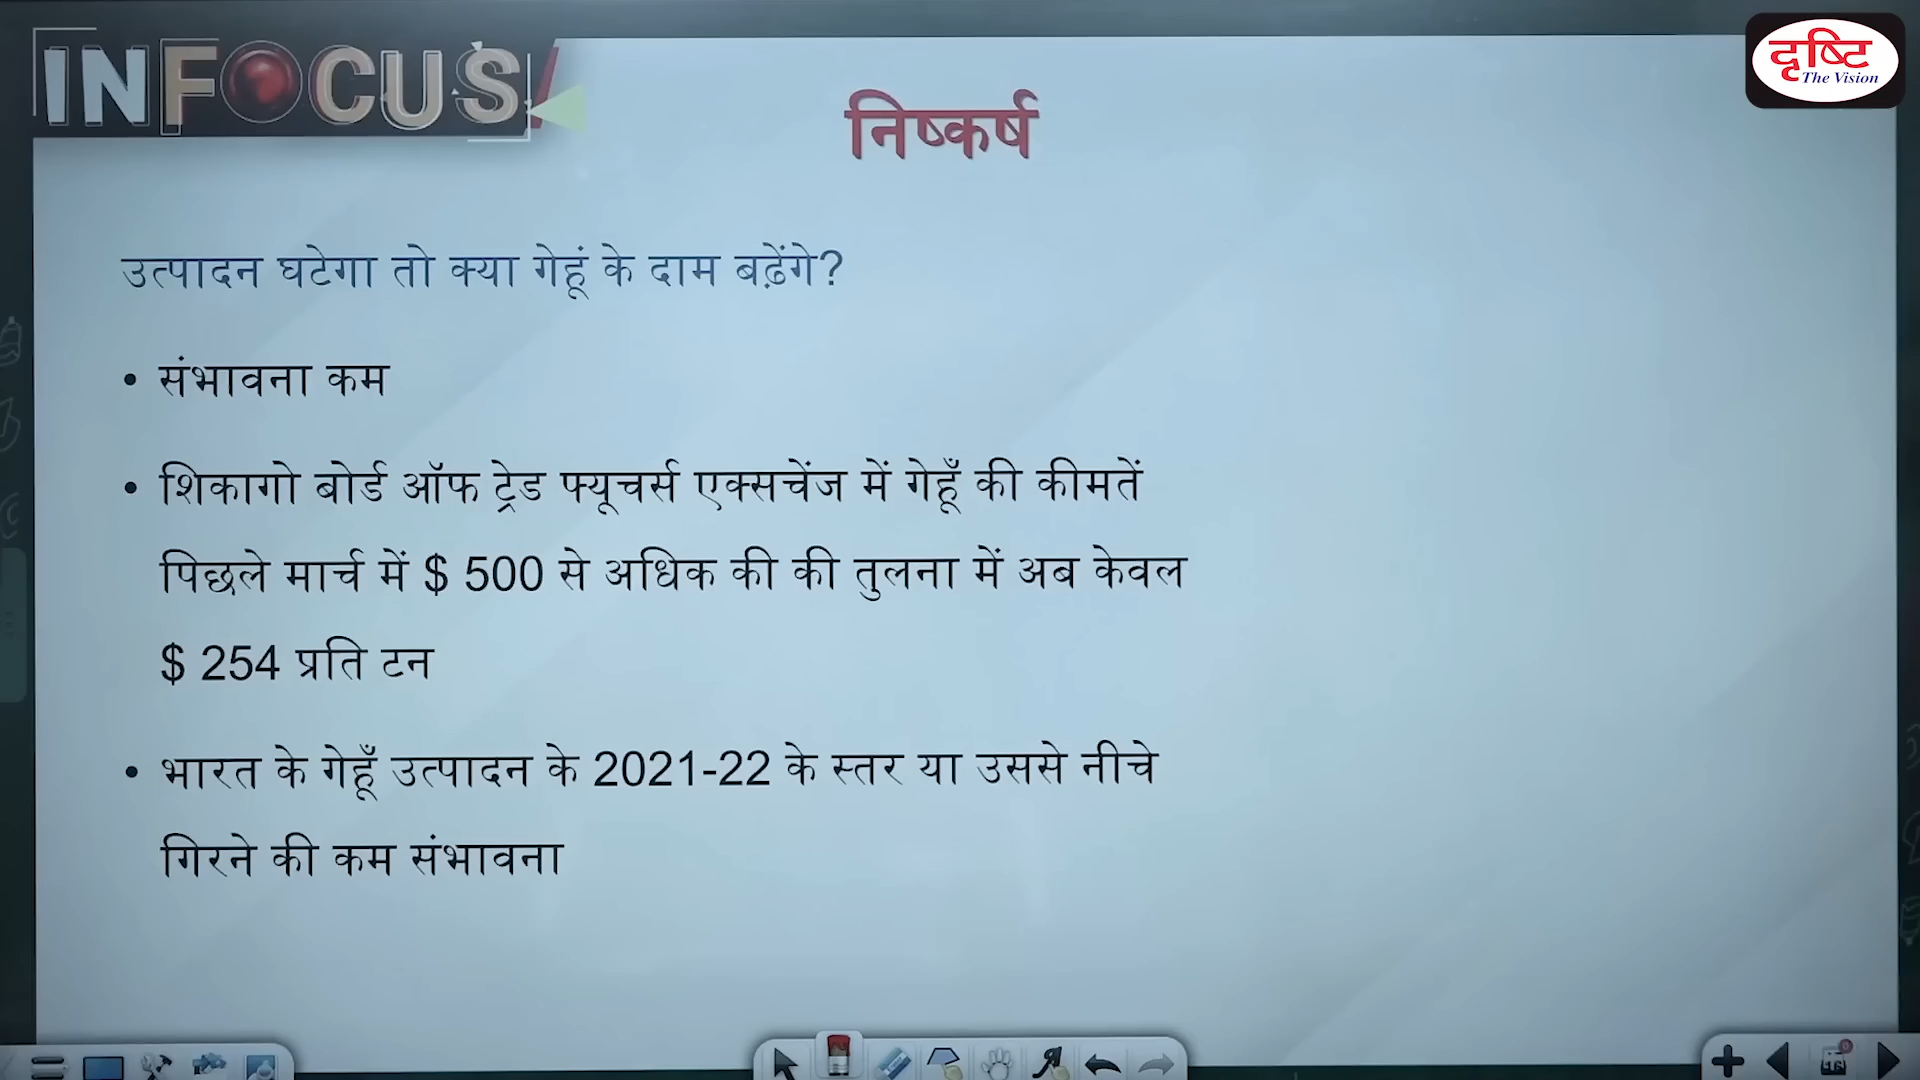 INFOCUS
दृष्टि
The Vision
निष्कर्ष
उत्पादन घटेगा तो क्या गेहूं के दाम बढ़ेंगे?
• संभावना कम
• शिकागो बोर्ड ऑफ ट्रेड फ्यूचर्स एक्सचेंज में गेहूँ की कीमतें
पिछले मार्च में $ 500 से अधिक की की तुलना में अब केवल
$ 254 प्रति टन
• भारत के गेहूँ उत्पादन के 2021-22 के स्तर या उससे नीचे
गिरने की कम संभावना
16